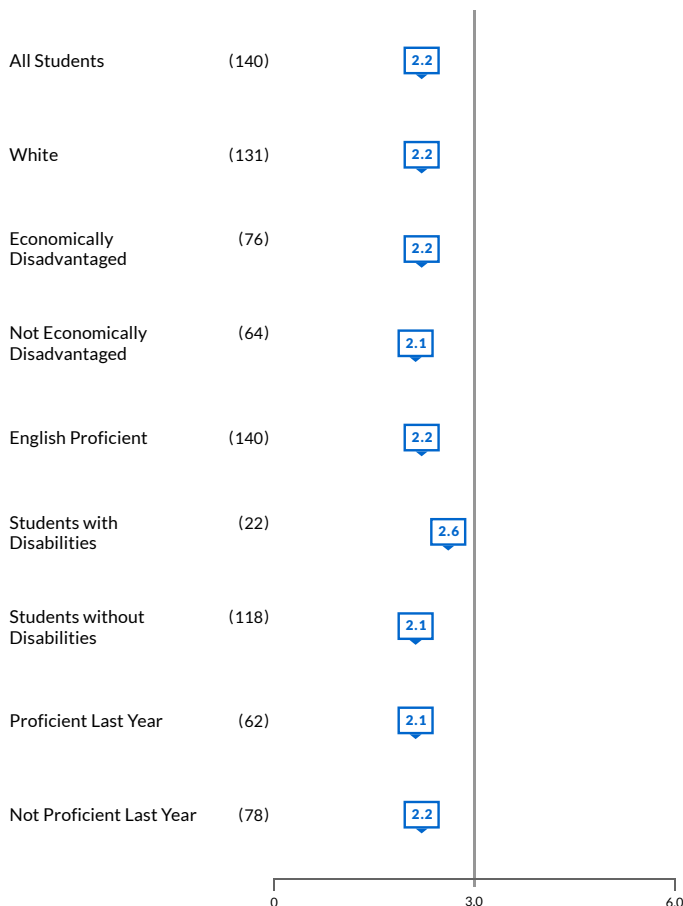 All Students (140) 2.2
White (131) 2.2
Economically (76)
Disadvantaged 2.2
Not Economically (64)
Disadvantaged 2.1
English Proficient (140) 2.2
Students with (22)
Disabilities 2.6
Students without (118)
Disabilities 2.1
Proficient Last Year (62) 2.1
Not Proficient Last Year (78) 2.2
0 3.0 6.0